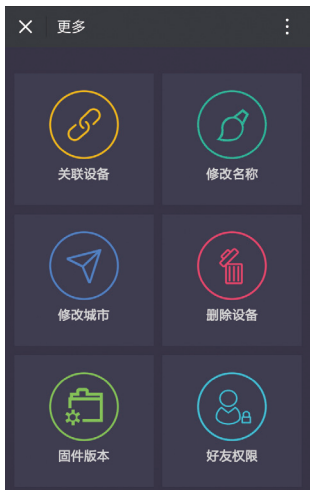 更多
关联设备
修改名称
修改城市
删除设备
固件版本
好友权限